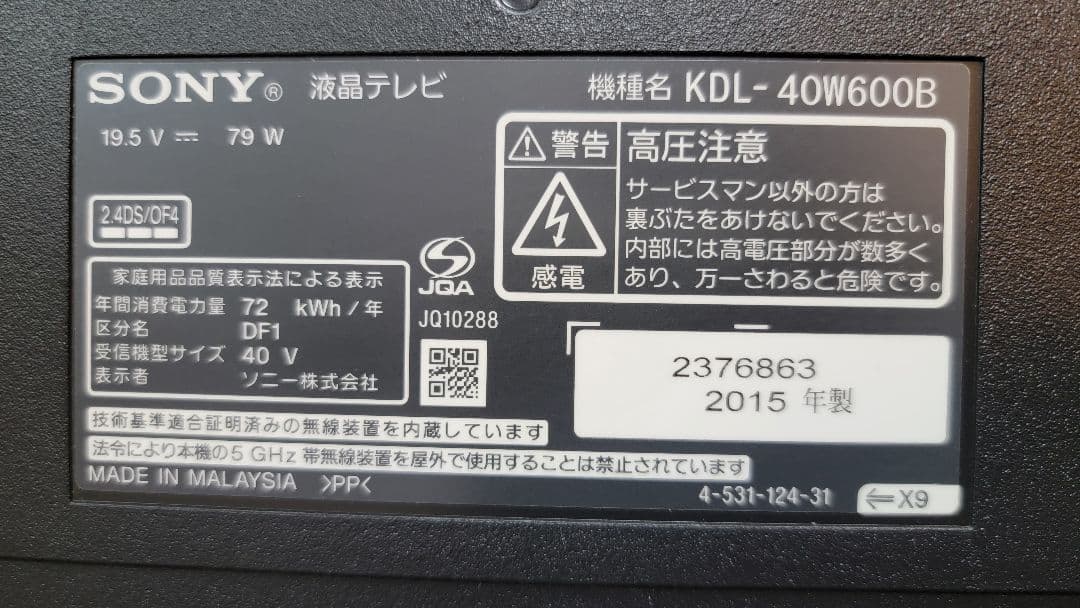 SONY® 液晶テレビ
機種名 KDL-40W600B
19.5 V ⎓ 79 W
警告 高圧注意
感電
サービスマン以外の方は
裏ぶたをあけないでください。
内部には高電圧部分が数多く
あり、万一さわると危険です。
2.4DS/OF4
家庭用品品質表示法による表示
年間消費電力量 72 kWh/年
区分名 DF1
受信機型サイズ 40 V
表示者 ソニー株式会社
JQA
JQ10288
2376863
2015 年製
技術基準適合証明済みの無線装置を内蔵しています
法令により本機の5 GHz 帯無線装置を屋外で使用することは禁止されています
MADE IN MALAYSIA >PP<
4-531-124-31
⇐X9